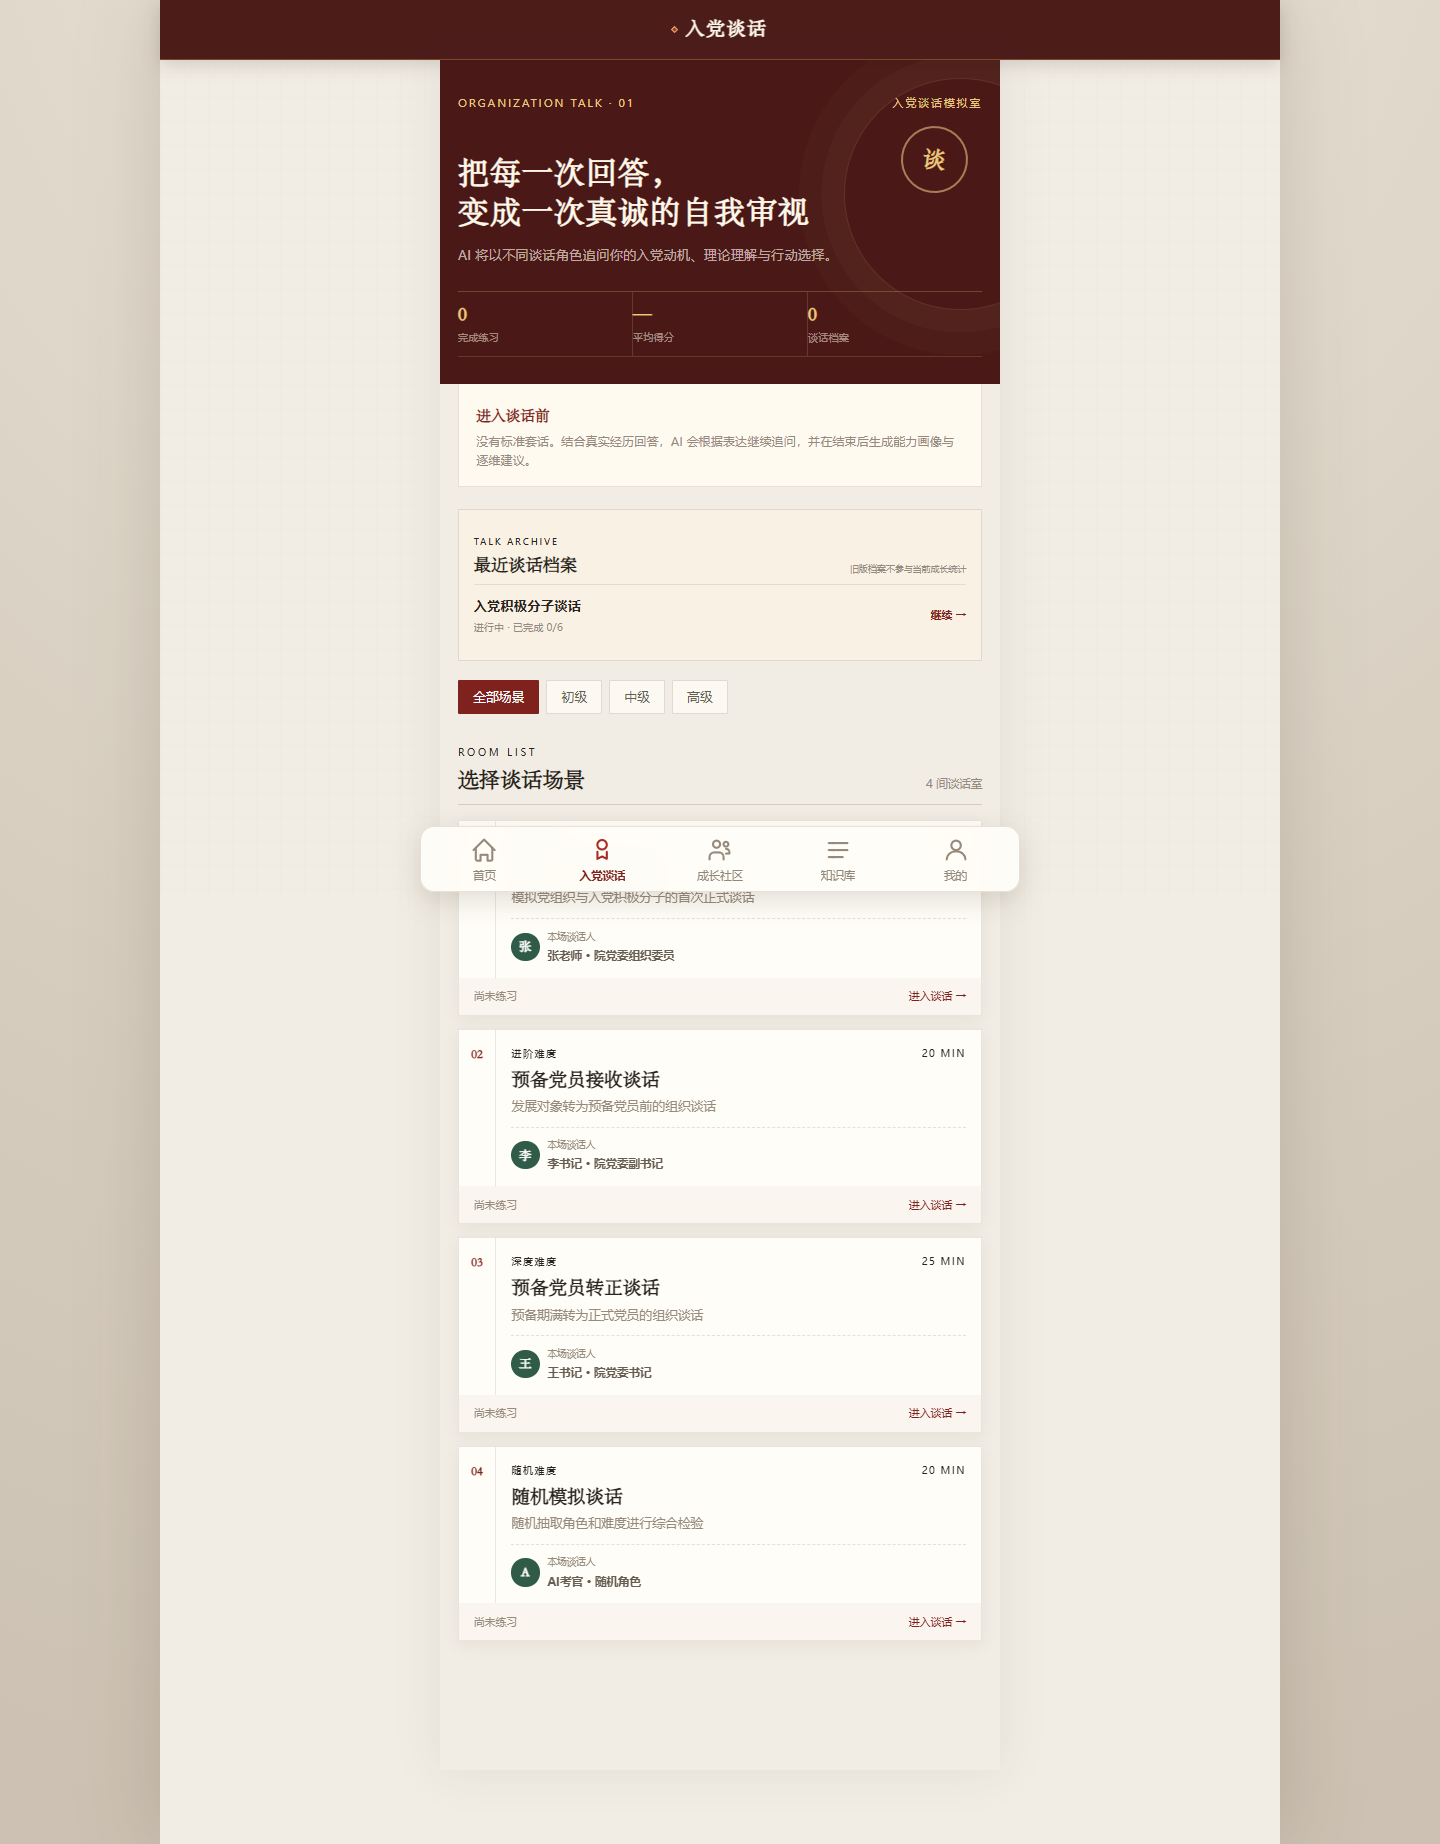 入党谈话
ORGANIZATION TALK · 01
入党谈话模拟室
谈
把每一次回答，
变成一次真诚的自我审视
AI 将以不同谈话角色追问你的入党动机、理论理解与行动选择。
0
完成练习
—
平均得分
0
谈话档案
进入谈话前
没有标准套话。结合真实经历回答，AI 会根据表达继续追问，并在结束后生成能力画像与
逐维建议。
TALK ARCHIVE
最近谈话档案
旧版档案不参与当前成长统计
入党积极分子谈话
进行中 · 已完成 0/6
继续 →
全部场景
初级
中级
高级
ROOM LIST
选择谈话场景
4 间谈话室
首页
入党谈话
成长社区
知识库
我的
模拟党组织与入党积极分子的首次正式谈话
张
本场谈话人
张老师 • 院党委组织委员
尚未练习
进入谈话 →
02
进阶难度
20 MIN
预备党员接收谈话
发展对象转为预备党员前的组织谈话
李
本场谈话人
李书记 • 院党委副书记
尚未练习
进入谈话 →
03
深度难度
25 MIN
预备党员转正谈话
预备期满转为正式党员的组织谈话
王
本场谈话人
王书记 • 院党委书记
尚未练习
进入谈话 →
04
随机难度
20 MIN
随机模拟谈话
随机抽取角色和难度进行综合检验
A
本场谈话人
AI考官 • 随机角色
尚未练习
进入谈话 →